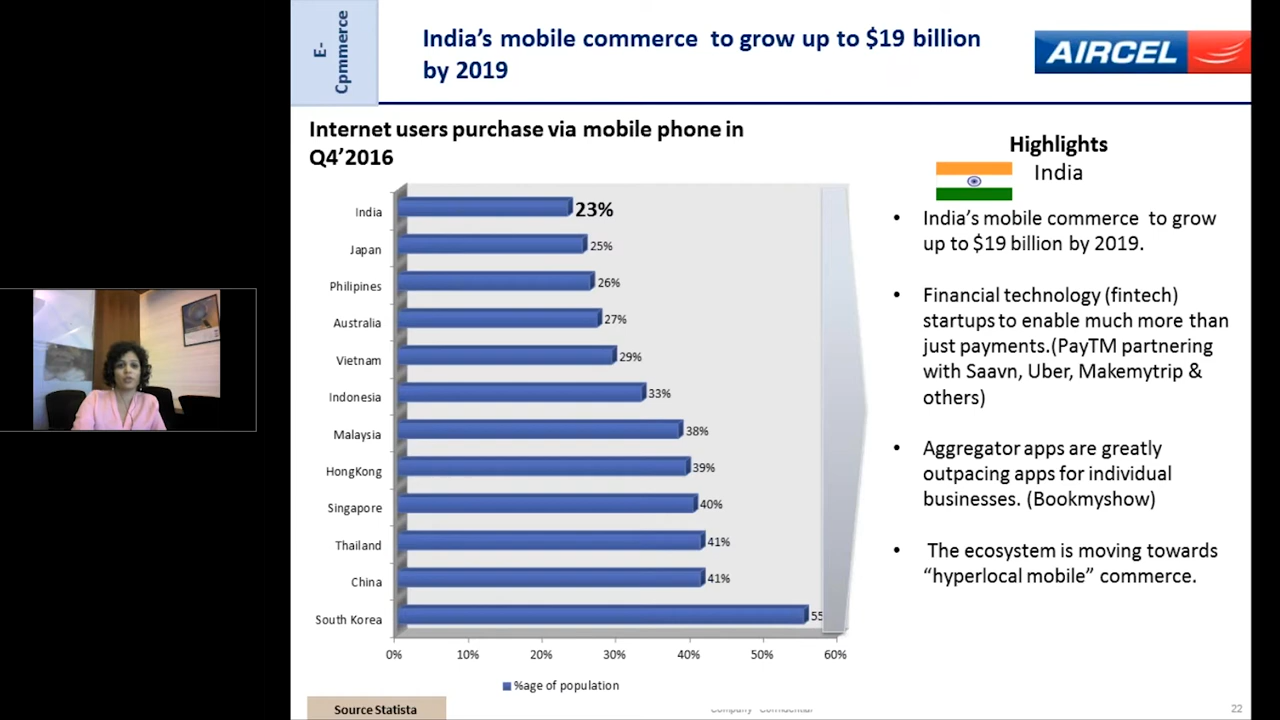 E-
Cpmmerce
India's mobile commerce to grow up to $19 billion
by 2019
AIRCEL
Internet users purchase via mobile phone in
Q4'2016
India 23%
Japan 25%
Philipines 26%
Australia 27%
Vietnam 29%
Indonesia 33%
Malaysia 38%
HongKong 39%
Singapore 40%
Thailand 41%
China 41%
South Korea 55
0% 10% 20% 30% 40% 50% 60%
%age of population
Source Statista
Highlights
India
• India's mobile commerce to grow
up to $19 billion by 2019.
• Financial technology (fintech)
startups to enable much more than
just payments.(PayTM partnering
with Saavn, Uber, Makemytrip &
others)
• Aggregator apps are greatly
outpacing apps for individual
businesses. (Bookmyshow)
• The ecosystem is moving towards
“hyperlocal mobile” commerce.
Company Confidential
22